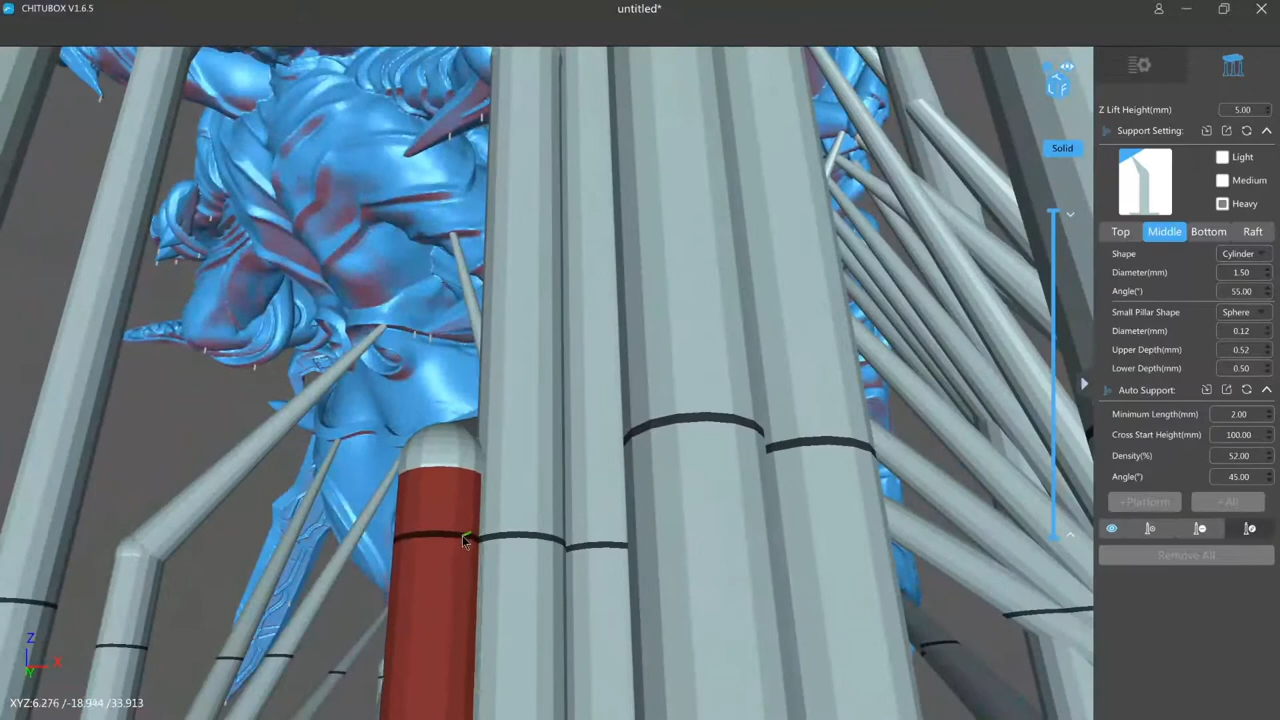 CHITUBOX V1.6.5
untitled*
Z Lift Height(mm) 5.00
Support Setting:
Light
Medium
Heavy
Top Middle Bottom Raft
Shape Cylinder
Diameter(mm) 1.50
Angle(°) 55.00
Small Pillar Shape Sphere
Diameter(mm) 0.12
Upper Depth(mm) 0.52
Lower Depth(mm) 0.50
Auto Support:
Minimum Length(mm) 2.00
Cross Start Height(mm) 100.00
Density(%) 52.00
Angle(°) 45.00
+Platform +All
Remove All
Solid
L F
Z
X
Y
XYZ:6.276 /-18.944 /33.913